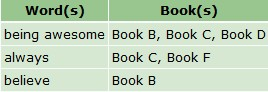 Word(s) Book(s)
being awesome Book B, Book C, Book D
always Book C, Book F
believe Book B